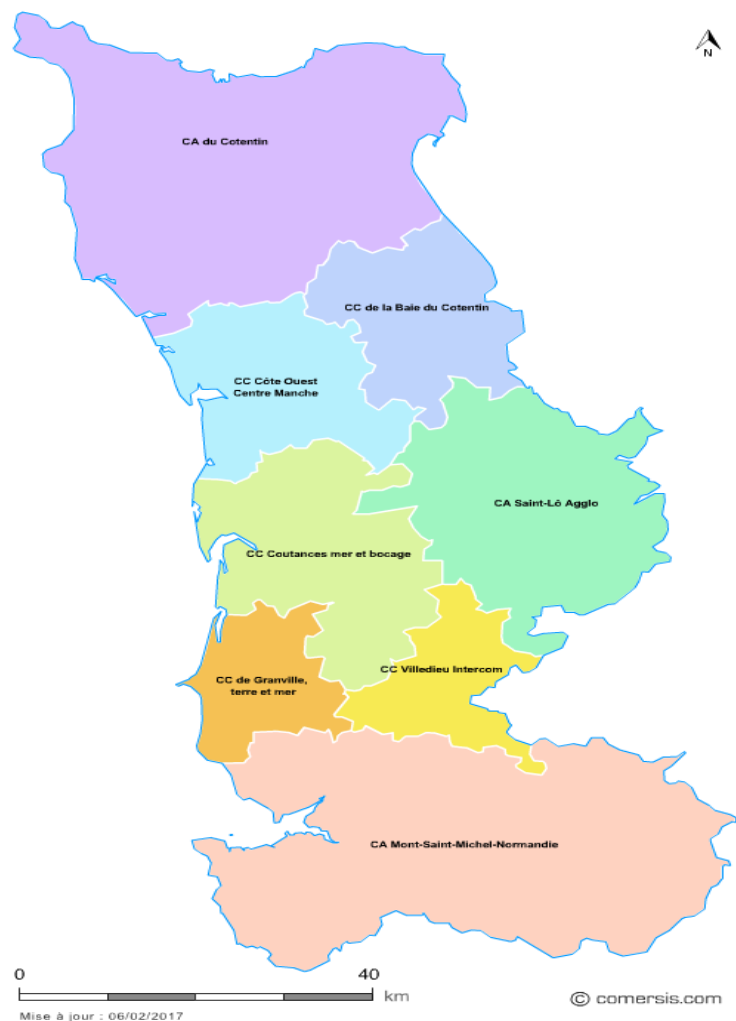 N
CA du Cotentin
CC de la Baie du Cotentin
CC Côte Ouest
Centre Manche
CA Saint-Lô Agglo
CC Coutances mer et bocage
CC Villedieu Intercom
CC de Granville,
terre et mer
CA Mont-Saint-Michel-Normandie
0
40
km
© comersis.com
Mise à jour : 06/02/2017